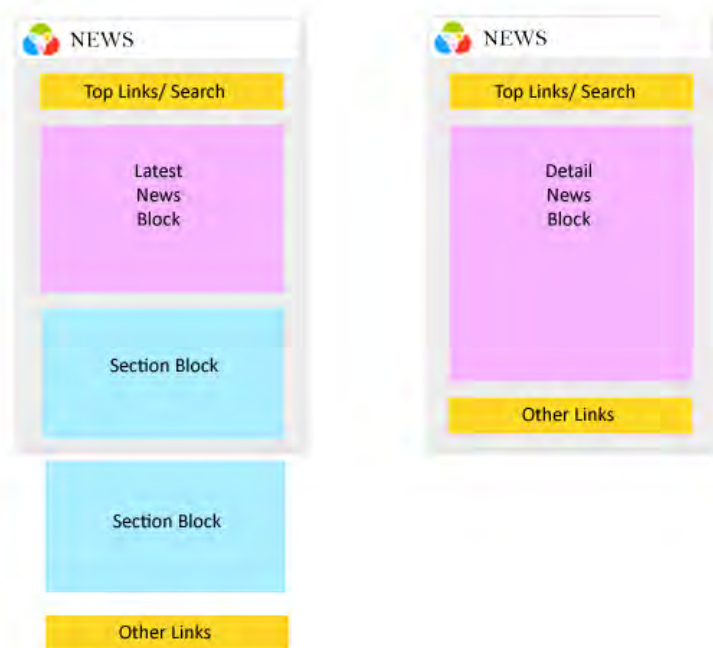 NEWS
Top Links/ Search
Latest
News
Block
Section Block
Section Block
Other Links
NEWS
Top Links/ Search
Detail
News
Block
Other Links